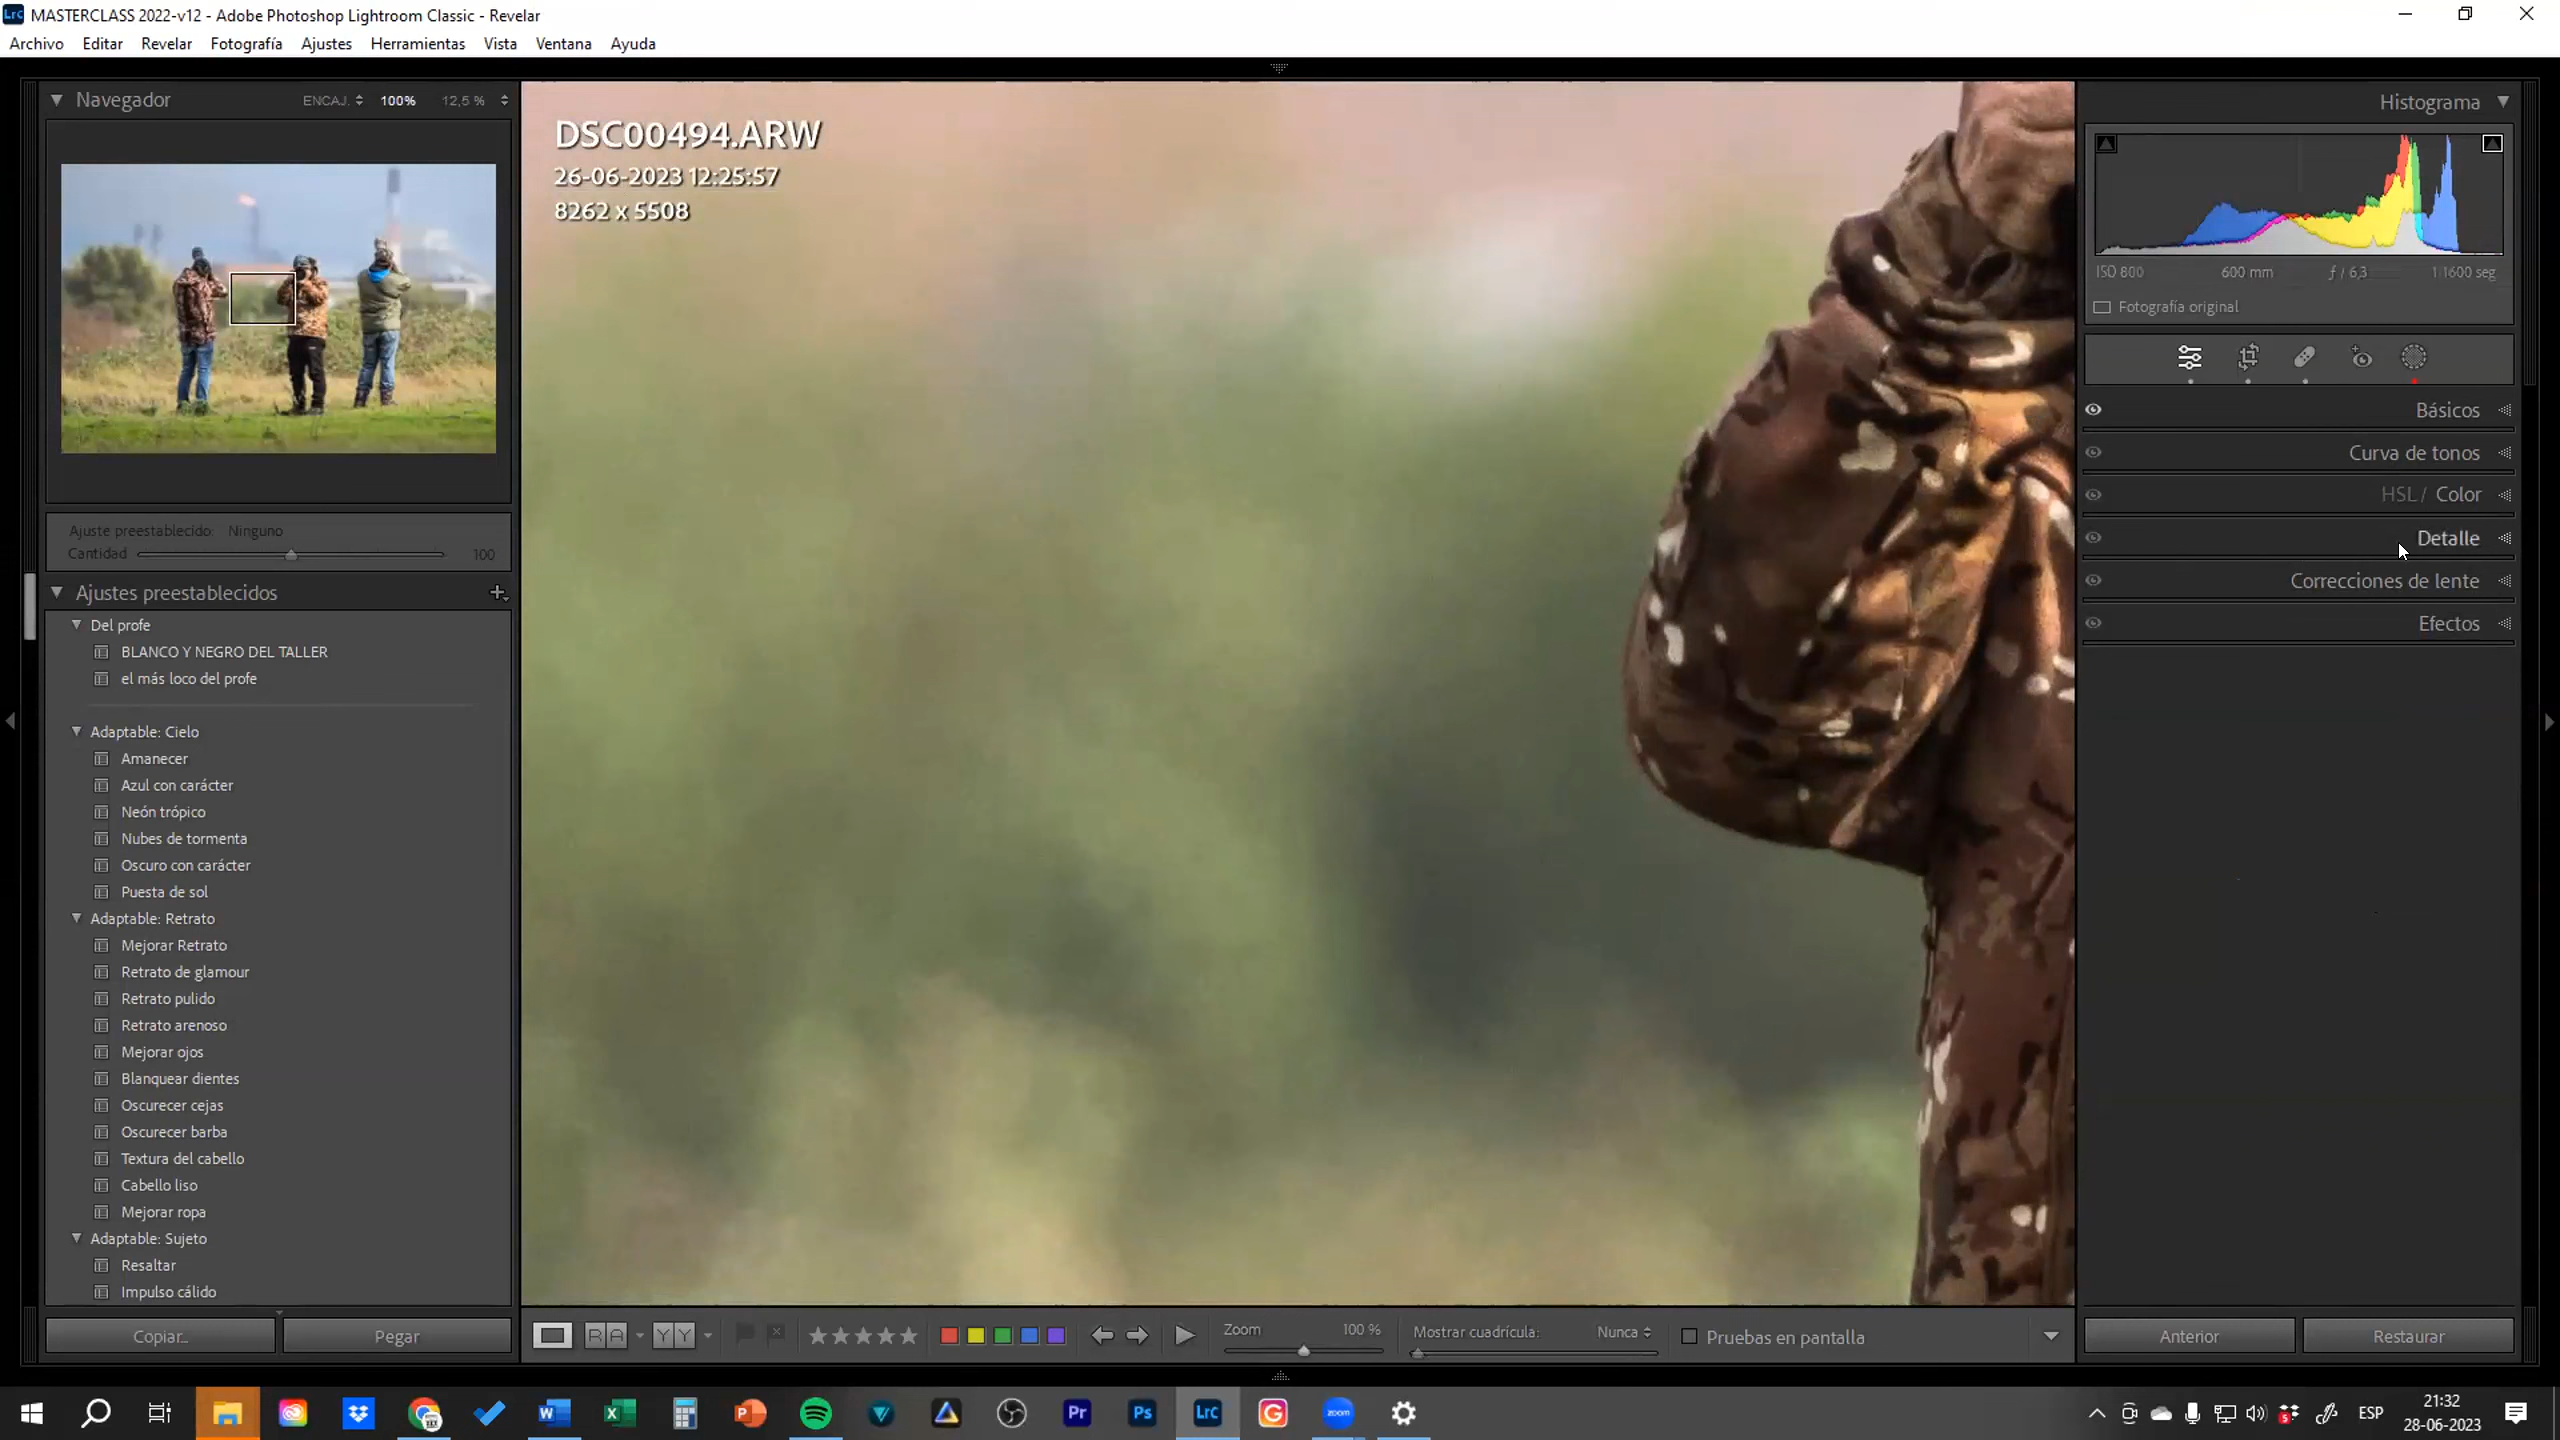 MASTERCLASS 2022-v12 - Adobe Photoshop Lightroom Classic - Revelar
Archivo Editar Revelar Fotografía Ajustes Herramientas Vista Ventana Ayuda
Navegador ENCAJ. 100% 12,5 %
Ajuste preestablecido: Ninguno
Cantidad 100
Ajustes preestablecidos
Del profe
BLANCO Y NEGRO DEL TALLER
el más loco del profe
Adaptable: Cielo
Amanecer
Azul con carácter
Neón trópico
Nubes de tormenta
Oscuro con carácter
Puesta de sol
Adaptable: Retrato
Mejorar Retrato
Retrato de glamour
Retrato pulido
Retrato arenoso
Mejorar ojos
Blanquear dientes
Oscurecer cejas
Oscurecer barba
Textura del cabello
Cabello liso
Mejorar ropa
Adaptable: Sujeto
Resaltar
Impulso cálido
Copiar... Pegar
DSC00494.ARW
26-06-2023 12:25:57
8262 x 5508
RA YY Zoom 100 % Mostrar cuadrícula: Nunca Pruebas en pantalla
Histograma
ISO 800 600 mm ƒ / 6,3 1 1600 seg
Fotografía original
Básicos
Curva de tonos
HSL / Color
Detalle
Correcciones de lente
Efectos
Anterior Restaurar
Pr Ps LrC zoom
ESP
21:32
28-06-2023